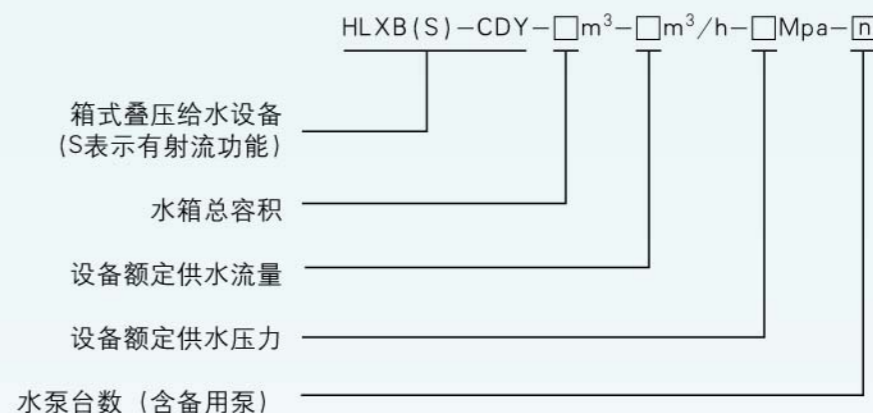 HLXB(S)-CDY-□m³-□m³/h-□Mpa-n
箱式叠压给水设备
(S表示有射流功能)
水箱总容积
设备额定供水流量
设备额定供水压力
水泵台数（含备用泵）